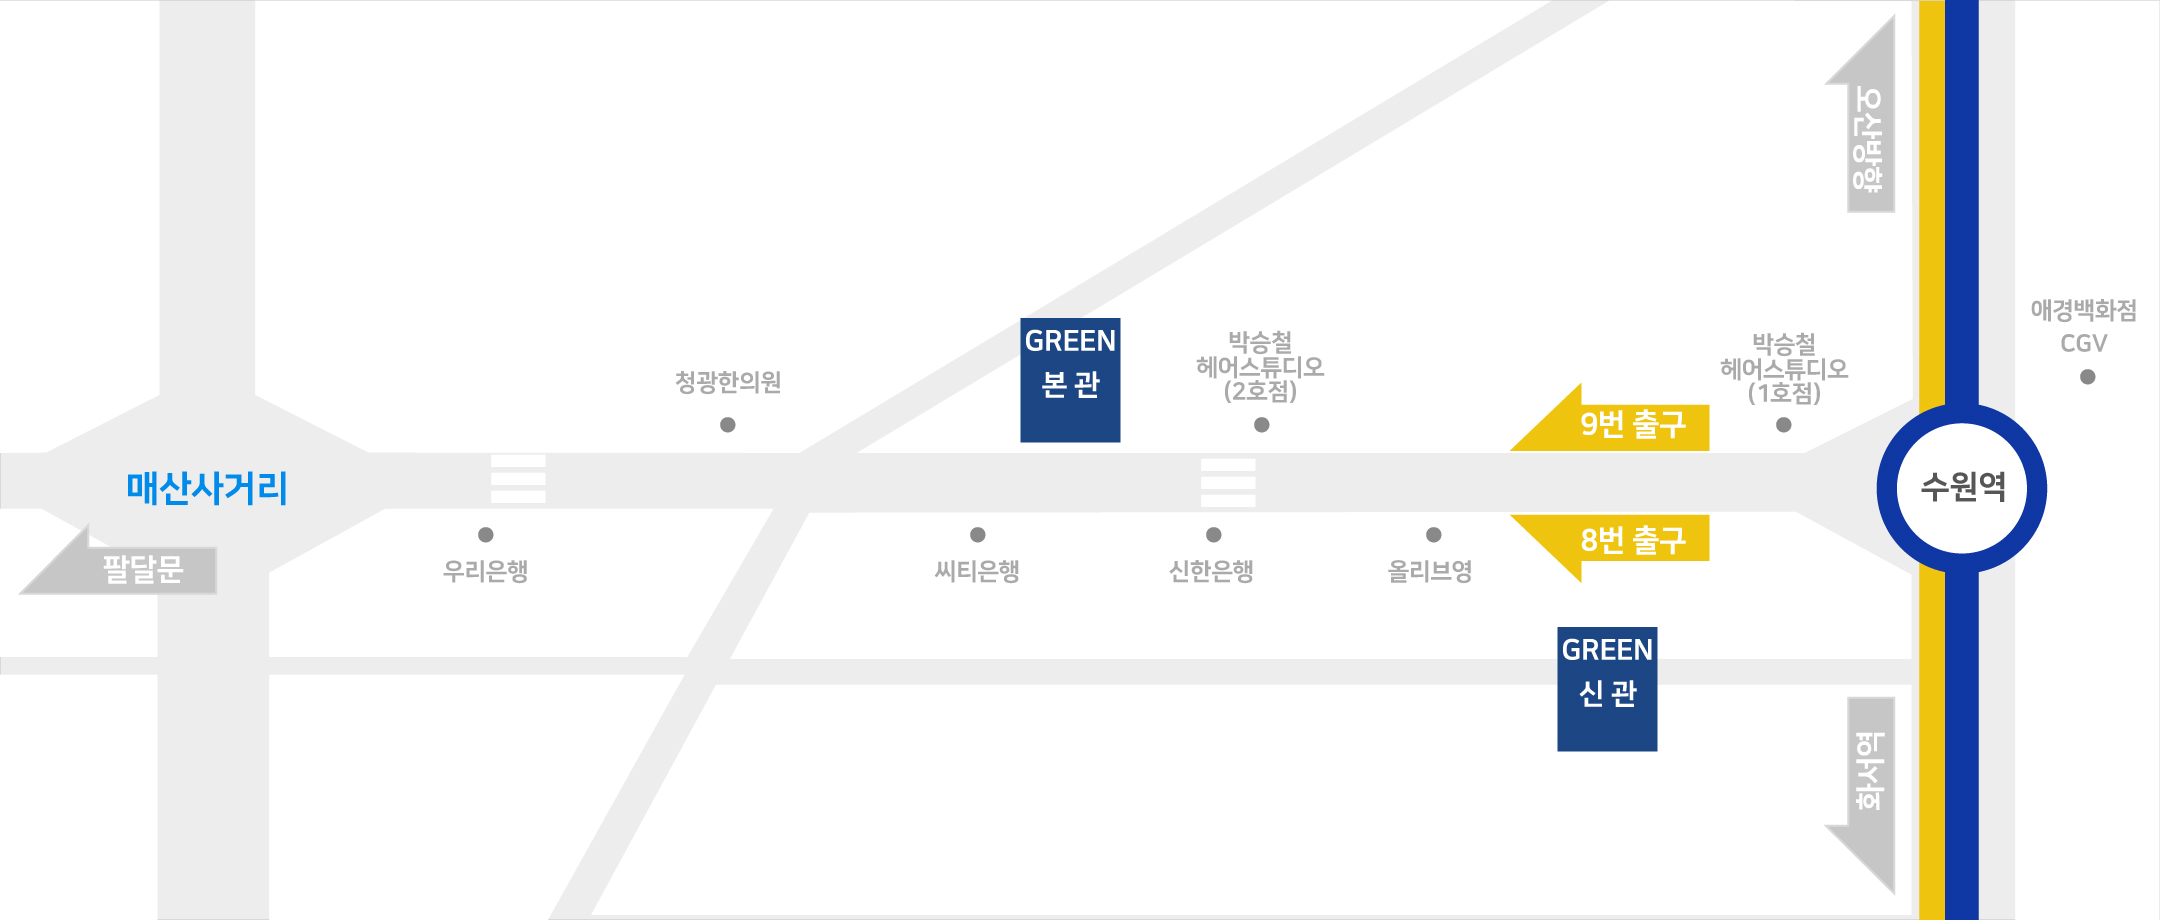 오산방향
애경백화점
CGV
GREEN
본 관
박승철
헤어스튜디오
(2호점)
박승철
헤어스튜디오
(1호점)
청광한의원
9번 출구
매산사거리
수원역
8번 출구
팔달문
우리은행
씨티은행
신한은행
올리브영
GREEN
신 관
화서역